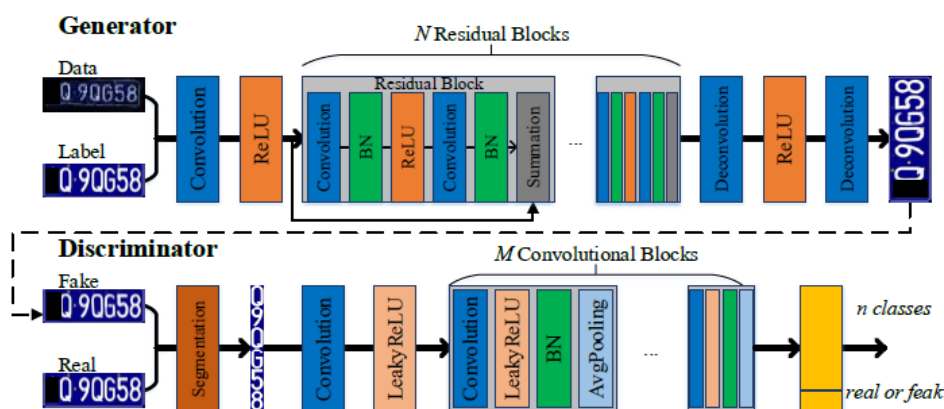 Generator
N Residual Blocks
Data
Q·9QG58
Label
Q·9QG58
Convolution
ReLU
Residual Block
Convolution
BN
ReLU
Convolution
BN
Summation
...
Deconvolution
ReLU
Deconvolution
Q·9QG58
Discriminator
M Convolutional Blocks
Fake
Q·9QG58
Real
Q·9QG58
Segmentation
Q9QG58
Convolution
LeakyReLU
Convolution
LeakyReLU
BN
AvgPooling
...
n classes
real or feak